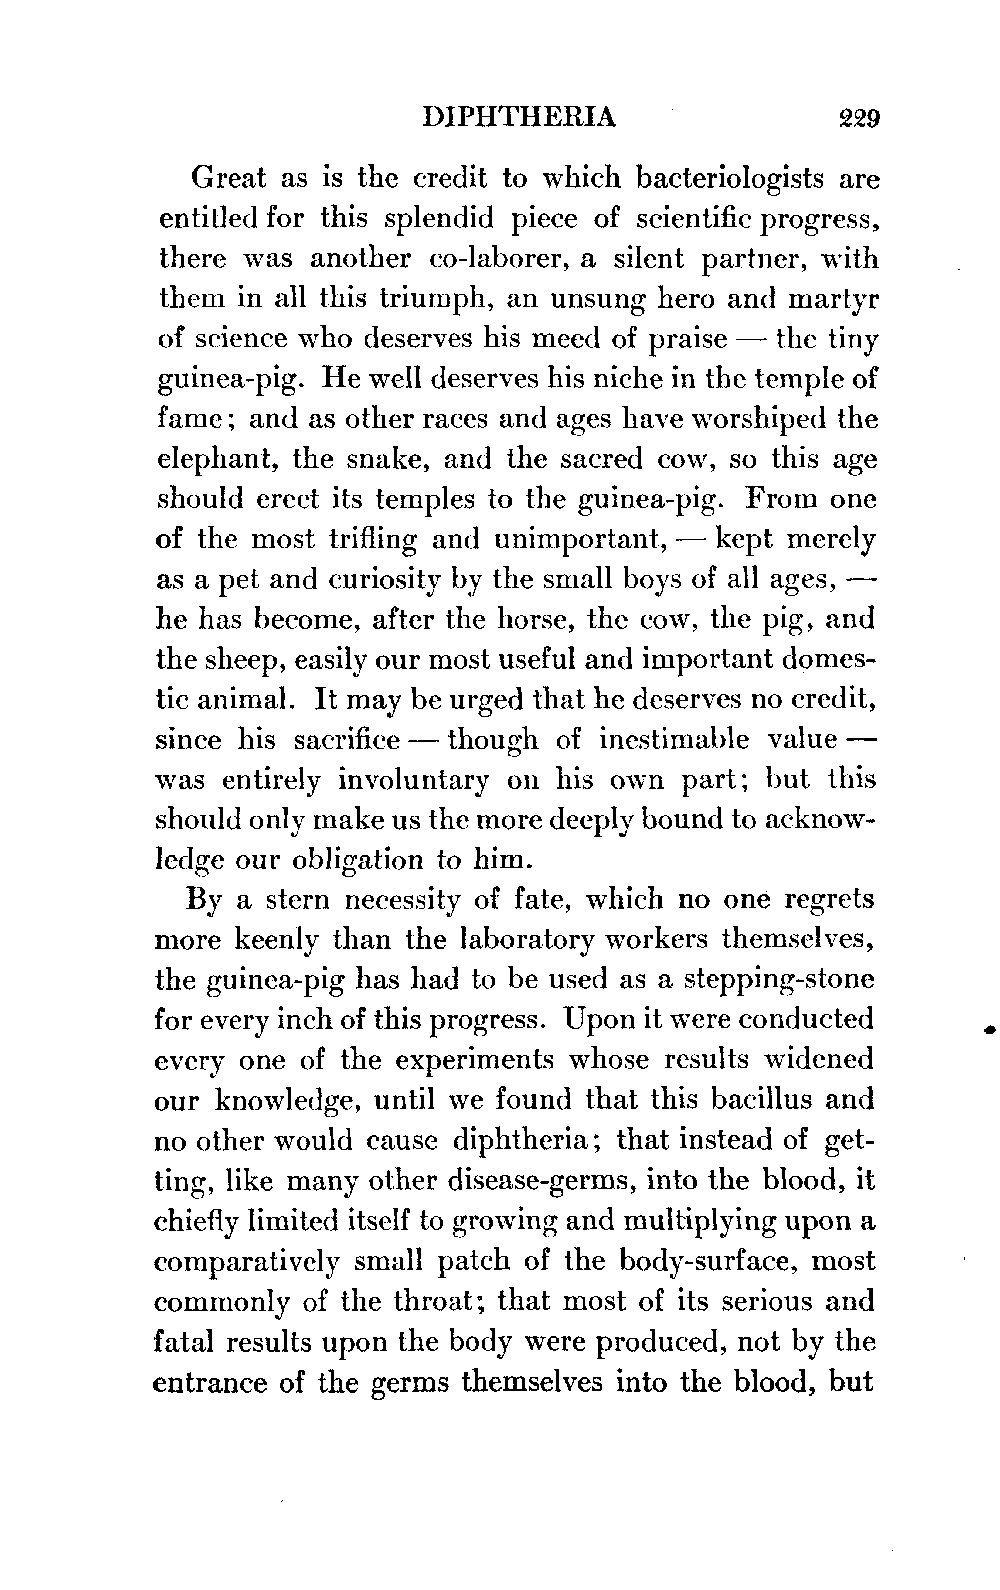 DIPHTHERIA 229
Great as is the credit to which bacteriologists are
entitled for this splendid piece of scientific progress,
there was another co-laborer, a silent partner, with
them in all this triumph, an unsung hero and martyr
of science who deserves his meed of praise — the tiny
guinea-pig. He well deserves his niche in the temple of
fame; and as other races and ages have worshiped the
elephant, the snake, and the sacred cow, so this age
should erect its temples to the guinea-pig. From one
of the most trifling and unimportant, — kept merely
as a pet and curiosity by the small boys of all ages, —
he has become, after the horse, the cow, the pig, and
the sheep, easily our most useful and important domes-
tic animal. It may be urged that he deserves no credit,
since his sacrifice — though of inestimable value —
was entirely involuntary on his own part; but this
should only make us the more deeply bound to acknow-
ledge our obligation to him.
By a stern necessity of fate, which no one regrets
more keenly than the laboratory workers themselves,
the guinea-pig has had to be used as a stepping-stone
for every inch of this progress. Upon it were conducted
every one of the experiments whose results widened
our knowledge, until we found that this bacillus and
no other would cause diphtheria; that instead of get-
ting, like many other disease-germs, into the blood, it
chiefly limited itself to growing and multiplying upon a
comparatively small patch of the body-surface, most
commonly of the throat; that most of its serious and
fatal results upon the body were produced, not by the
entrance of the germs themselves into the blood, but